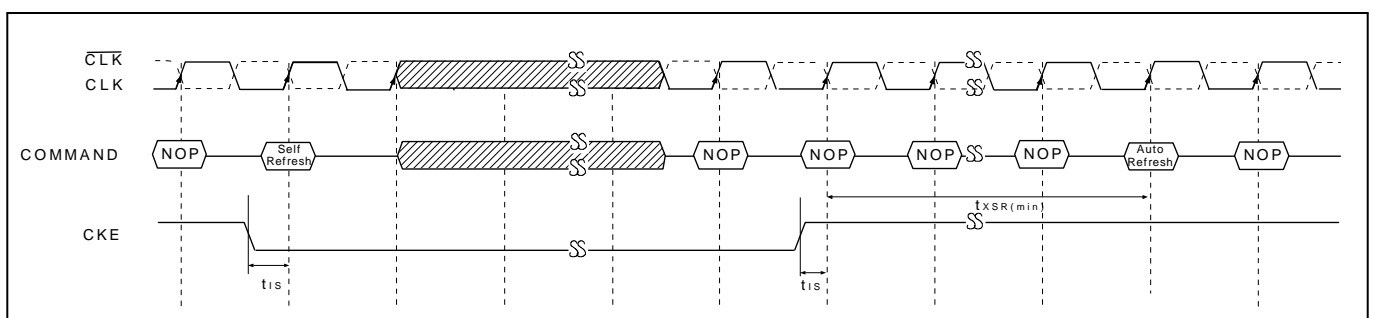 CLK
CLK
COMMAND NOP Self Refresh NOP NOP NOP NOP Auto Refresh NOP
tXSR(min)
CKE
tIS tIS